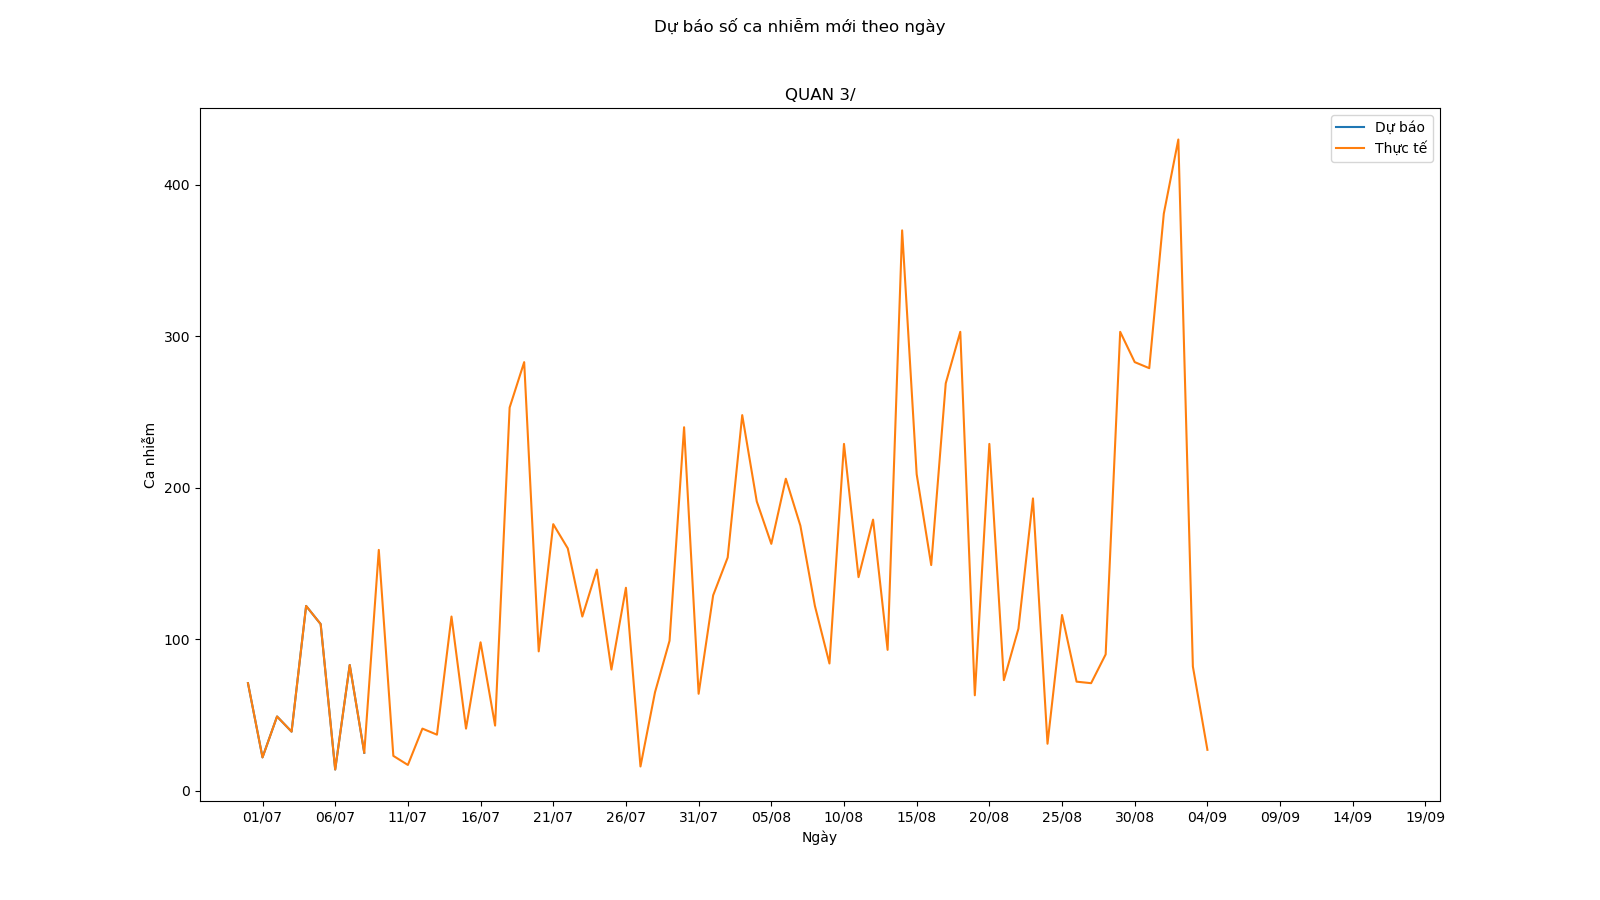 Dự báo số ca nhiễm mới theo ngày
QUAN 3/
Dự báo
Thực tế
400
300
200
100
0
Ca nhiễm
01/07 06/07 11/07 16/07 21/07 26/07 31/07 05/08 10/08 15/08 20/08 25/08 30/08 04/09 09/09 14/09 19/09
Ngày